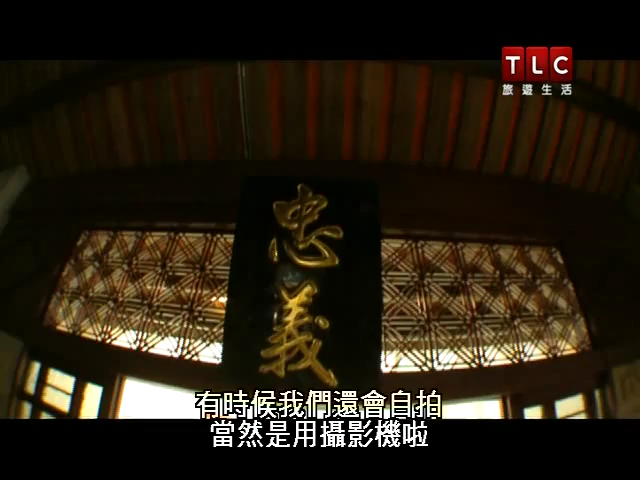 TLC
旅遊生活
忠
義
有時候我們還會自拍
當然是用攝影機啦